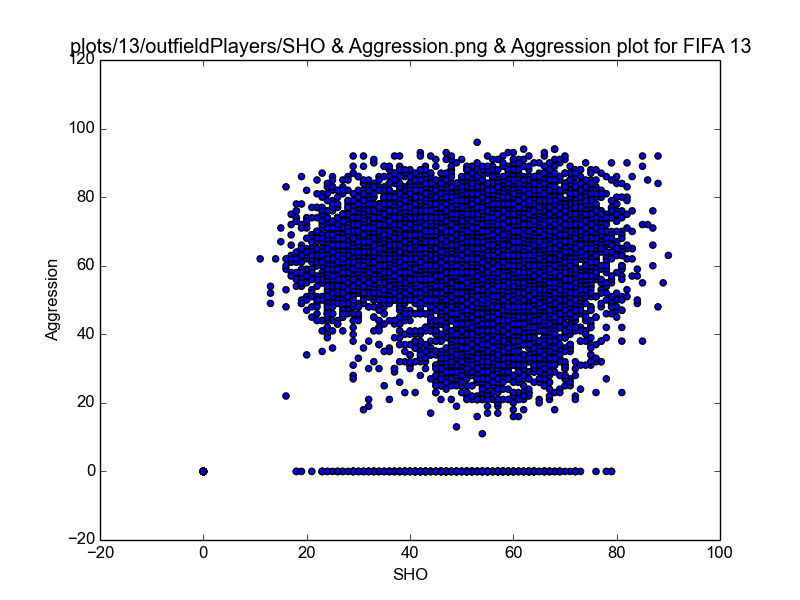 plots/13/outfieldPlayers/SHO & Aggression.png & Aggression plot for FIFA 13
120
100
80
60
40
20
0
−20
Aggression
−20 0 20 40 60 80 100
SHO